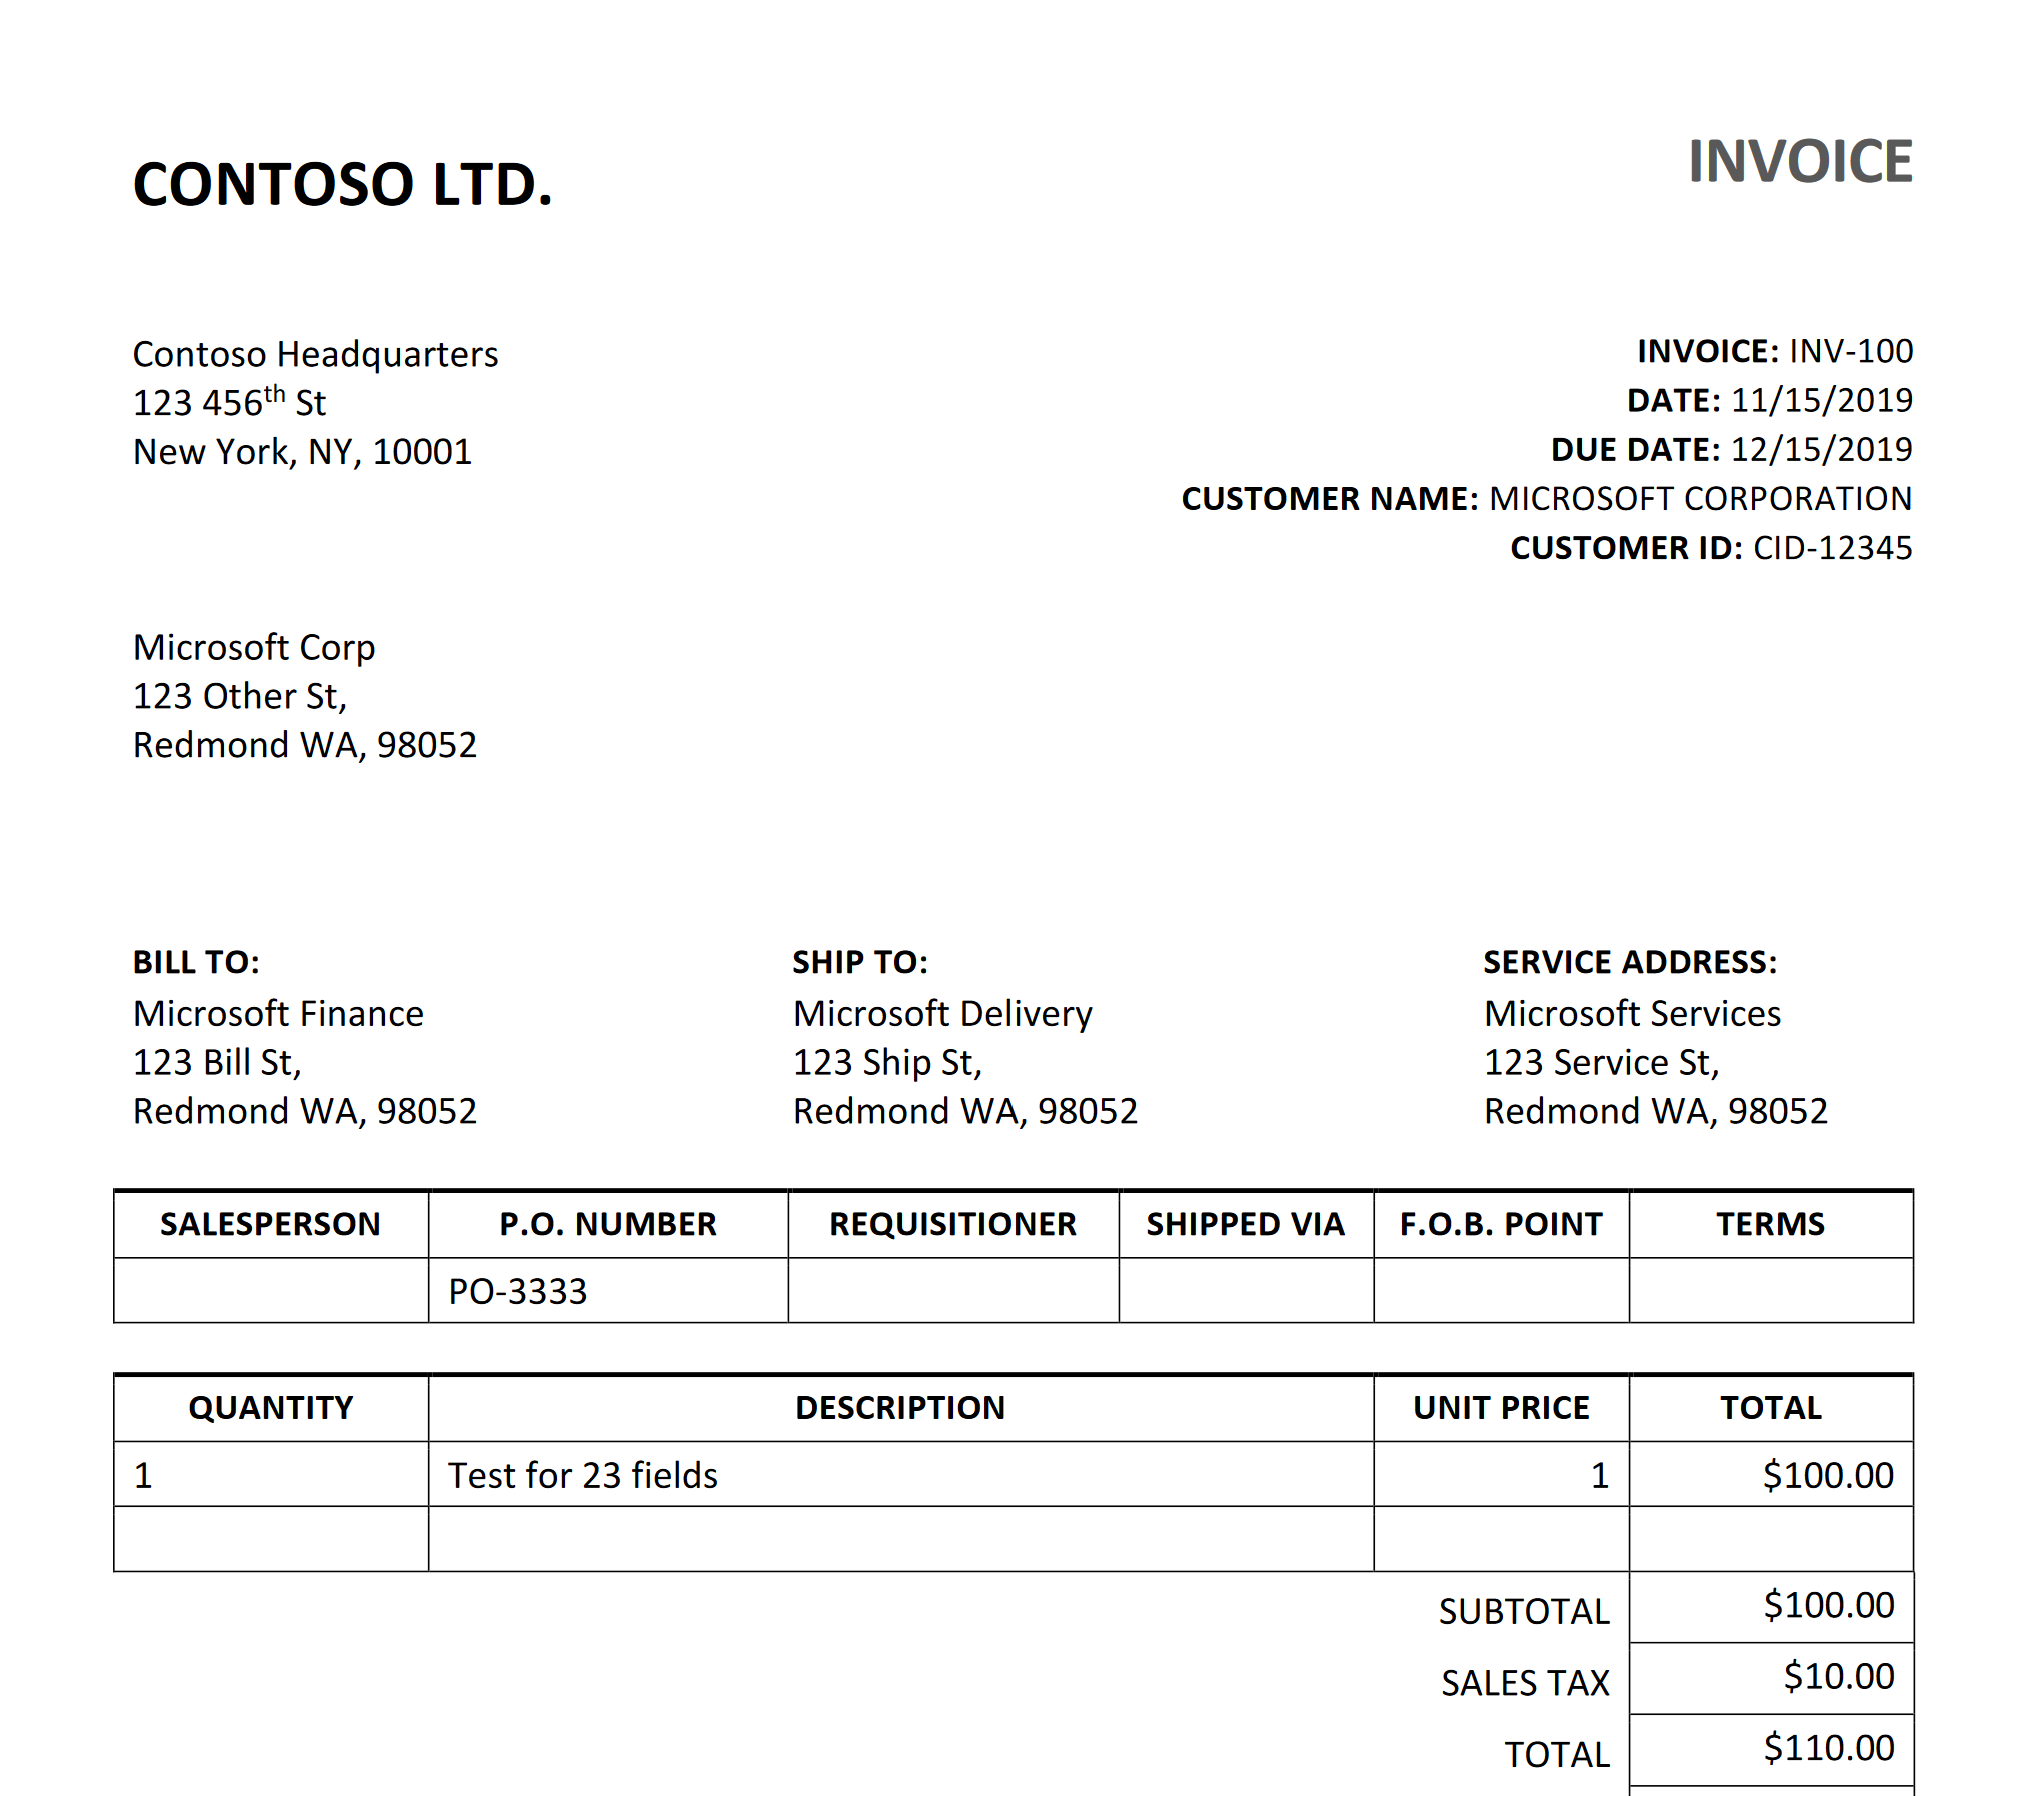 CONTOSO LTD.
INVOICE
Contoso Headquarters
123 456th St
New York, NY, 10001
INVOICE: INV-100
DATE: 11/15/2019
DUE DATE: 12/15/2019
CUSTOMER NAME: MICROSOFT CORPORATION
CUSTOMER ID: CID-12345
Microsoft Corp
123 Other St,
Redmond WA, 98052
BILL TO:
Microsoft Finance
123 Bill St,
Redmond WA, 98052
SHIP TO:
Microsoft Delivery
123 Ship St,
Redmond WA, 98052
SERVICE ADDRESS:
Microsoft Services
123 Service St,
Redmond WA, 98052
SALESPERSON P.O. NUMBER REQUISITIONER SHIPPED VIA F.O.B. POINT TERMS
PO-3333
QUANTITY DESCRIPTION UNIT PRICE TOTAL
1 Test for 23 fields 1 $100.00
SUBTOTAL $100.00
SALES TAX $10.00
TOTAL $110.00